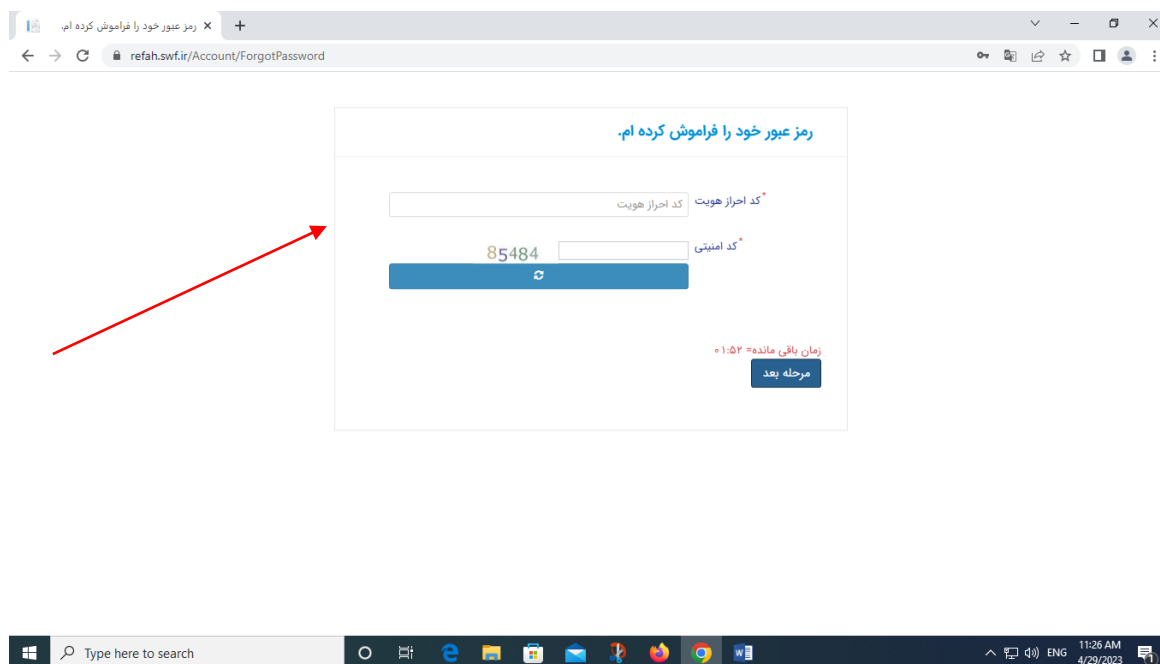 رمز عبور خود را فراموش کرده ام.
refah.swf.ir/Account/ForgotPassword
رمز عبور خود را فراموش کرده ام.
* کد احراز هویت
کد احراز هویت
* کد امنیتی
85484
زمان باقی مانده= ۰۱:۵۲
مرحله بعد
Type here to search
ENG
11:26 AM
4/29/2023
1